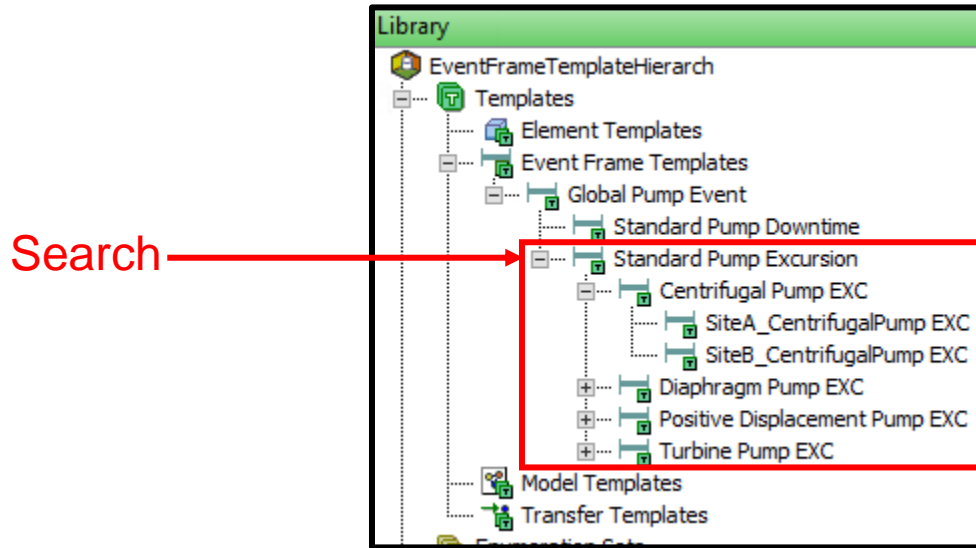 Library
EventFrameTemplateHierarch
Templates
Element Templates
Event Frame Templates
Global Pump Event
Standard Pump Downtime
Search
Standard Pump Excursion
Centrifugal Pump EXC
SiteA_CentrifugalPump EXC
SiteB_CentrifugalPump EXC
Diaphragm Pump EXC
Positive Displacement Pump EXC
Turbine Pump EXC
Model Templates
Transfer Templates